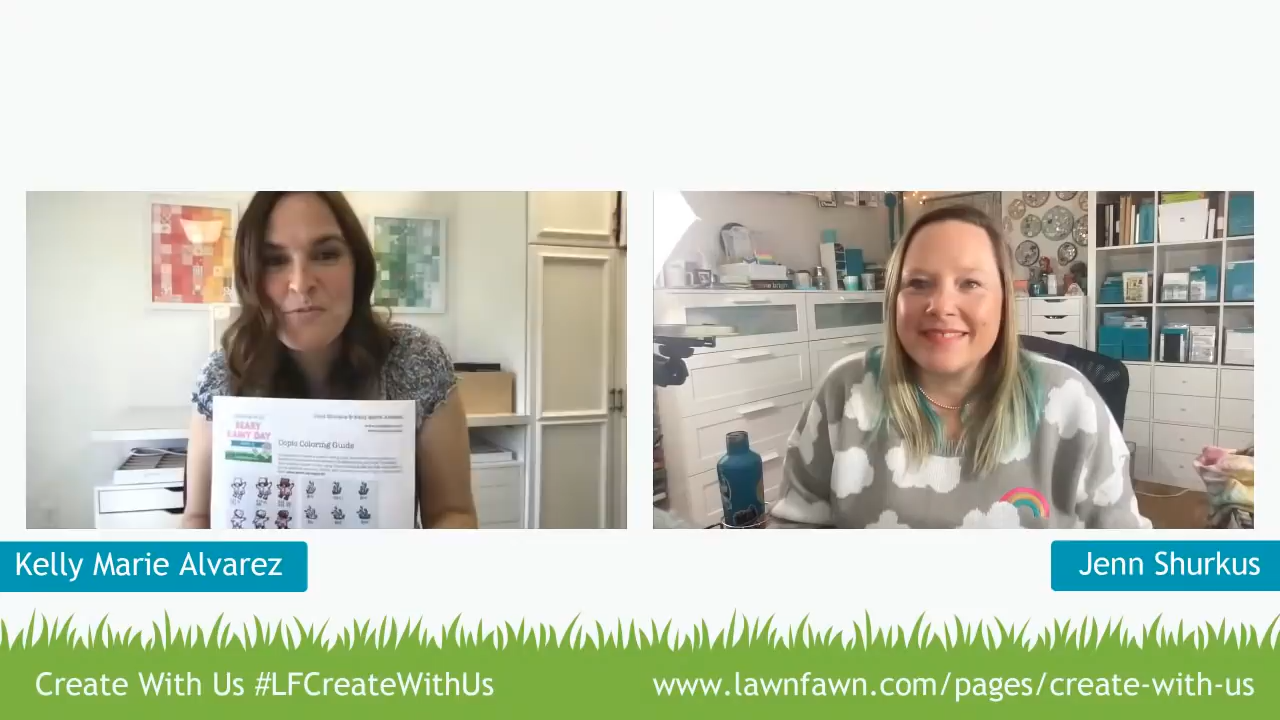 BEARY
RAINY DAY
Copic Coloring Guide
Kelly Marie Alvarez
Jenn Shurkus
Create With Us #LFCreateWithUs
www.lawnfawn.com/pages/create-with-us